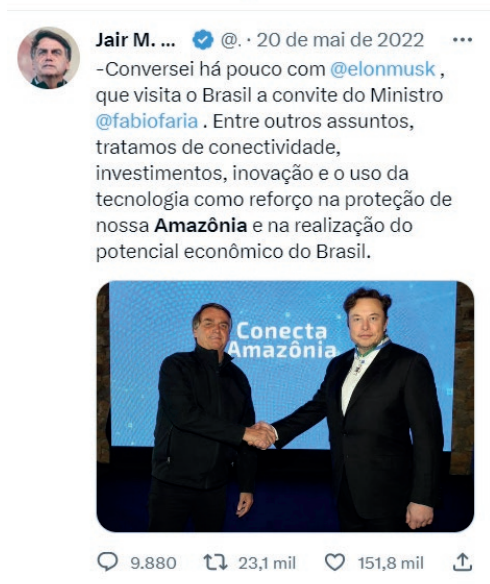 Jair M. ... @. · 20 de mai de 2022 ...
-Conversei há pouco com @elonmusk ,
que visita o Brasil a convite do Ministro
@fabiofaria . Entre outros assuntos,
tratamos de conectividade,
investimentos, inovação e o uso da
tecnologia como reforço na proteção de
nossa Amazônia e na realização do
potencial econômico do Brasil.
Conecta
Amazônia
9.880 23,1 mil 151,8 mil